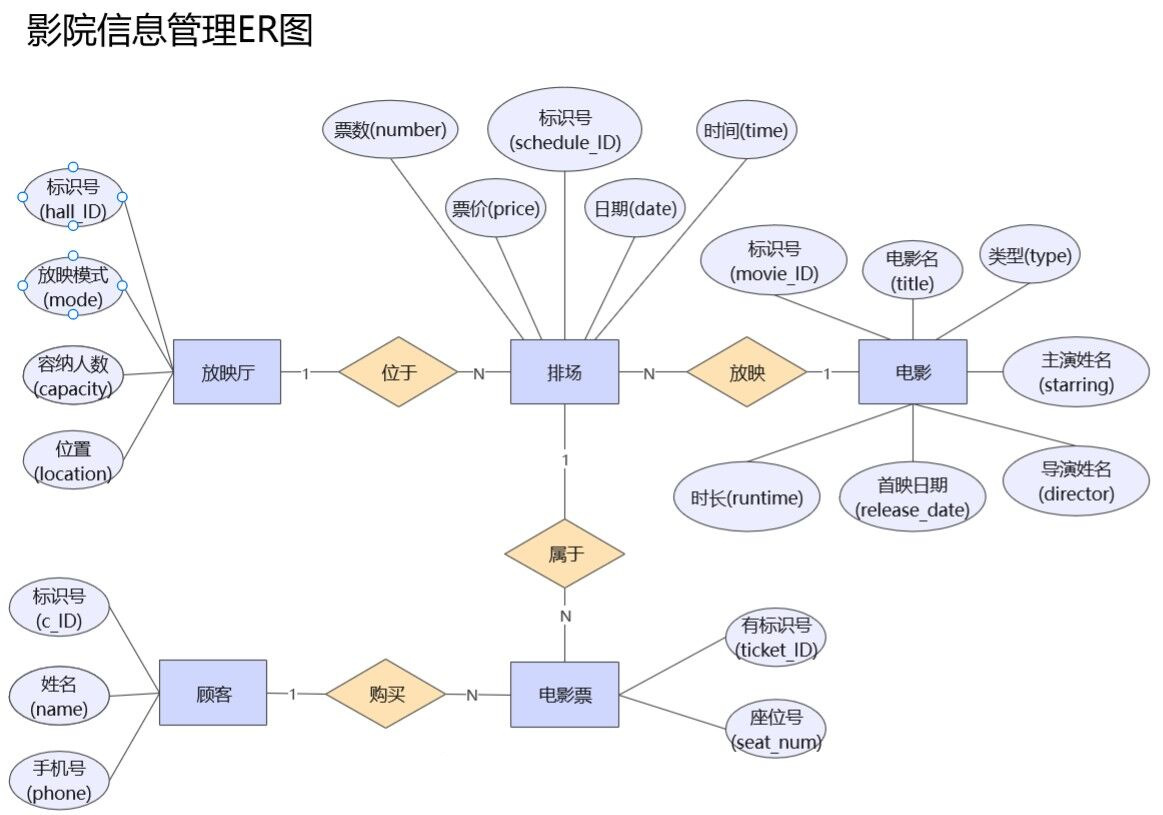 影院信息管理ER图
票数(number)
标识号
(schedule_ID)
时间(time)
票价(price)
日期(date)
标识号
(hall_ID)
放映模式
(mode)
容纳人数
(capacity)
位置
(location)
标识号
(movie_ID)
电影名
(title)
类型(type)
放映厅
1
位于
N
排场
N
放映
1
电影
主演姓名
(starring)
时长(runtime)
首映日期
(release_date)
导演姓名
(director)
1
属于
N
标识号
(c_ID)
姓名
(name)
手机号
(phone)
顾客
1
购买
N
电影票
有标识号
(ticket_ID)
座位号
(seat_num)